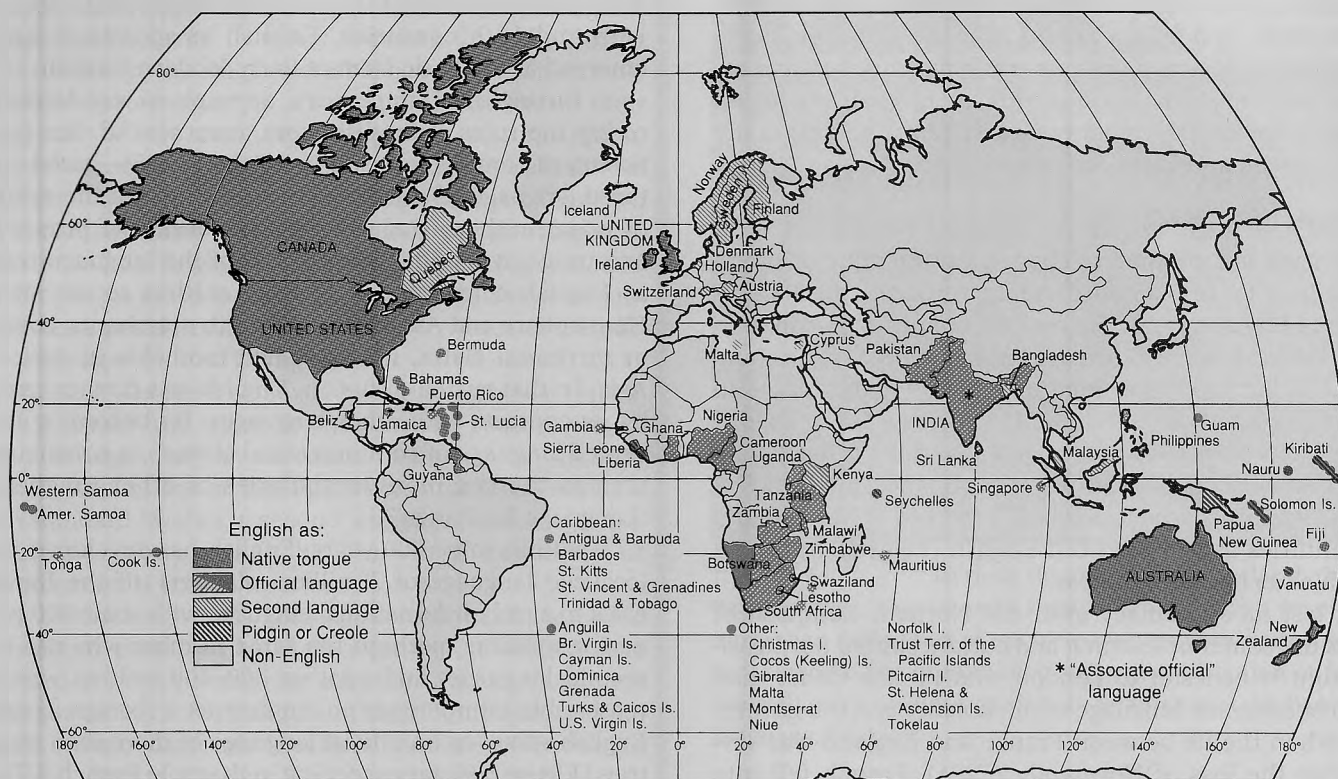 80°
60°
40°
20°
0°
20°
40°
60°
CANADA
Quebec
UNITED STATES
Bermuda
Bahamas
Puerto Rico
Beliz
Jamaica
St. Lucia
Guyana
Western Samoa
Amer. Samoa
Tonga
Cook Is.
Iceland
UNITED
KINGDOM
Ireland
Norway
Sweden
Finland
Denmark
Holland
Switzerland
Austria
Malta
Cyprus
Pakistan
Bangladesh
INDIA
*
Sri Lanka
Gambia
Ghana
Nigeria
Sierra Leone
Liberia
Cameroon
Uganda
Kenya
Tanzania
Zambia
Malawi
Zimbabwe
Botswana
Swaziland
Lesotho
South Africa
Seychelles
Mauritius
Singapore
Malaysia
Philippines
Guam
Kiribati
Nauru
Solomon Is.
Papua
New Guinea
Fiji
Vanuatu
AUSTRALIA
New
Zealand
English as:
Native tongue
Official language
Second language
Pidgin or Creole
Non-English
Caribbean:
Antigua & Barbuda
Barbados
St. Kitts
St. Vincent & Grenadines
Trinidad & Tobago
Anguilla
Br. Virgin Is.
Cayman Is.
Dominica
Grenada
Turks & Caicos Is.
U.S. Virgin Is.
Other:
Christmas I.
Cocos (Keeling) Is.
Gibraltar
Malta
Montserrat
Niue
Norfolk I.
Trust Terr. of the
Pacific Islands
Pitcairn I.
St. Helena &
Ascension Is.
Tokelau
* "Associate official"
language
180° 160° 140° 120° 100° 80° 60° 40° 20° 0° 20° 40° 60° 80° 100° 120° 140° 160° 180°